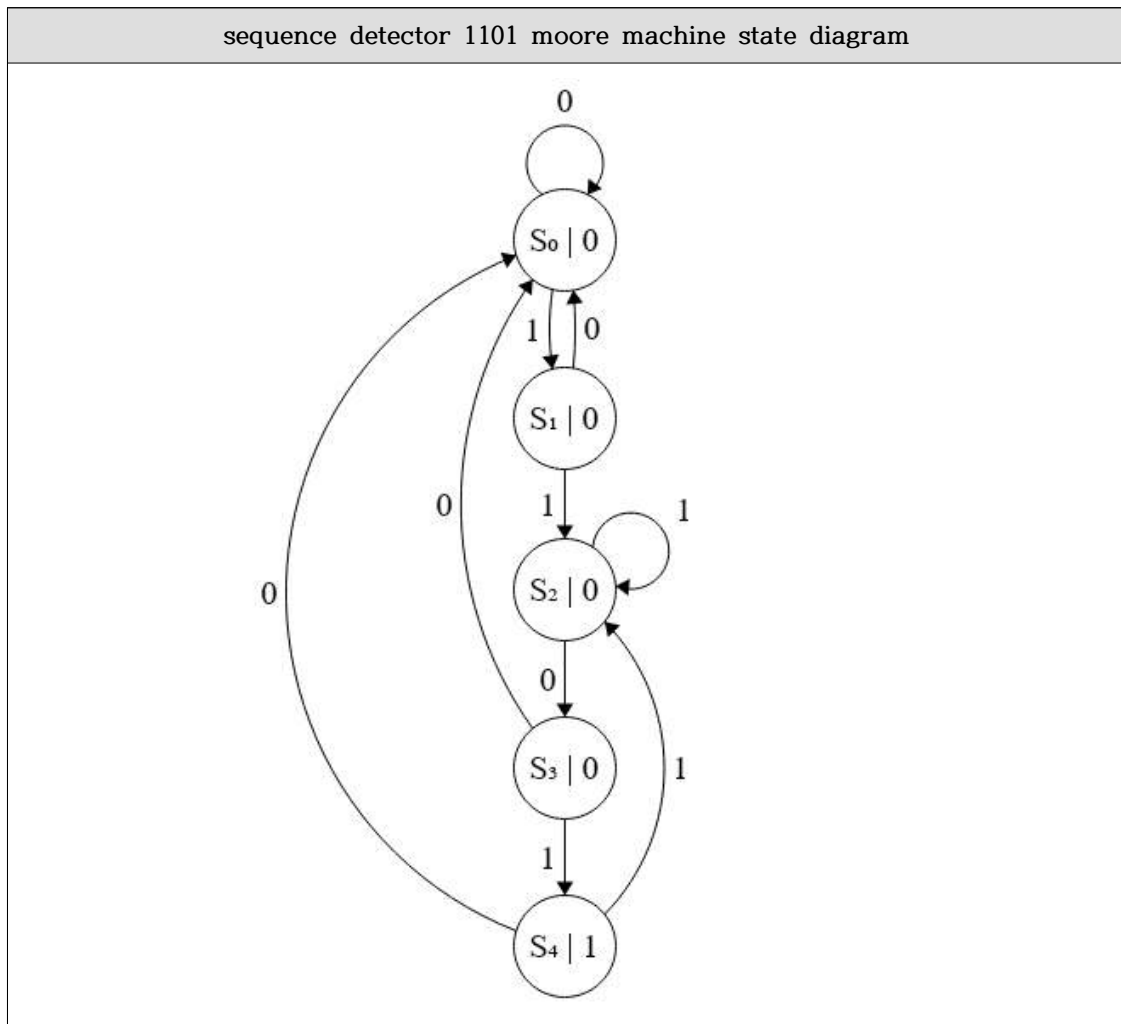 sequence detector 1101 moore machine state diagram
0
S₀ | 0
1 0
S₁ | 0
0
1
1
S₂ | 0
0
0
S₃ | 0
1
1
S₄ | 1